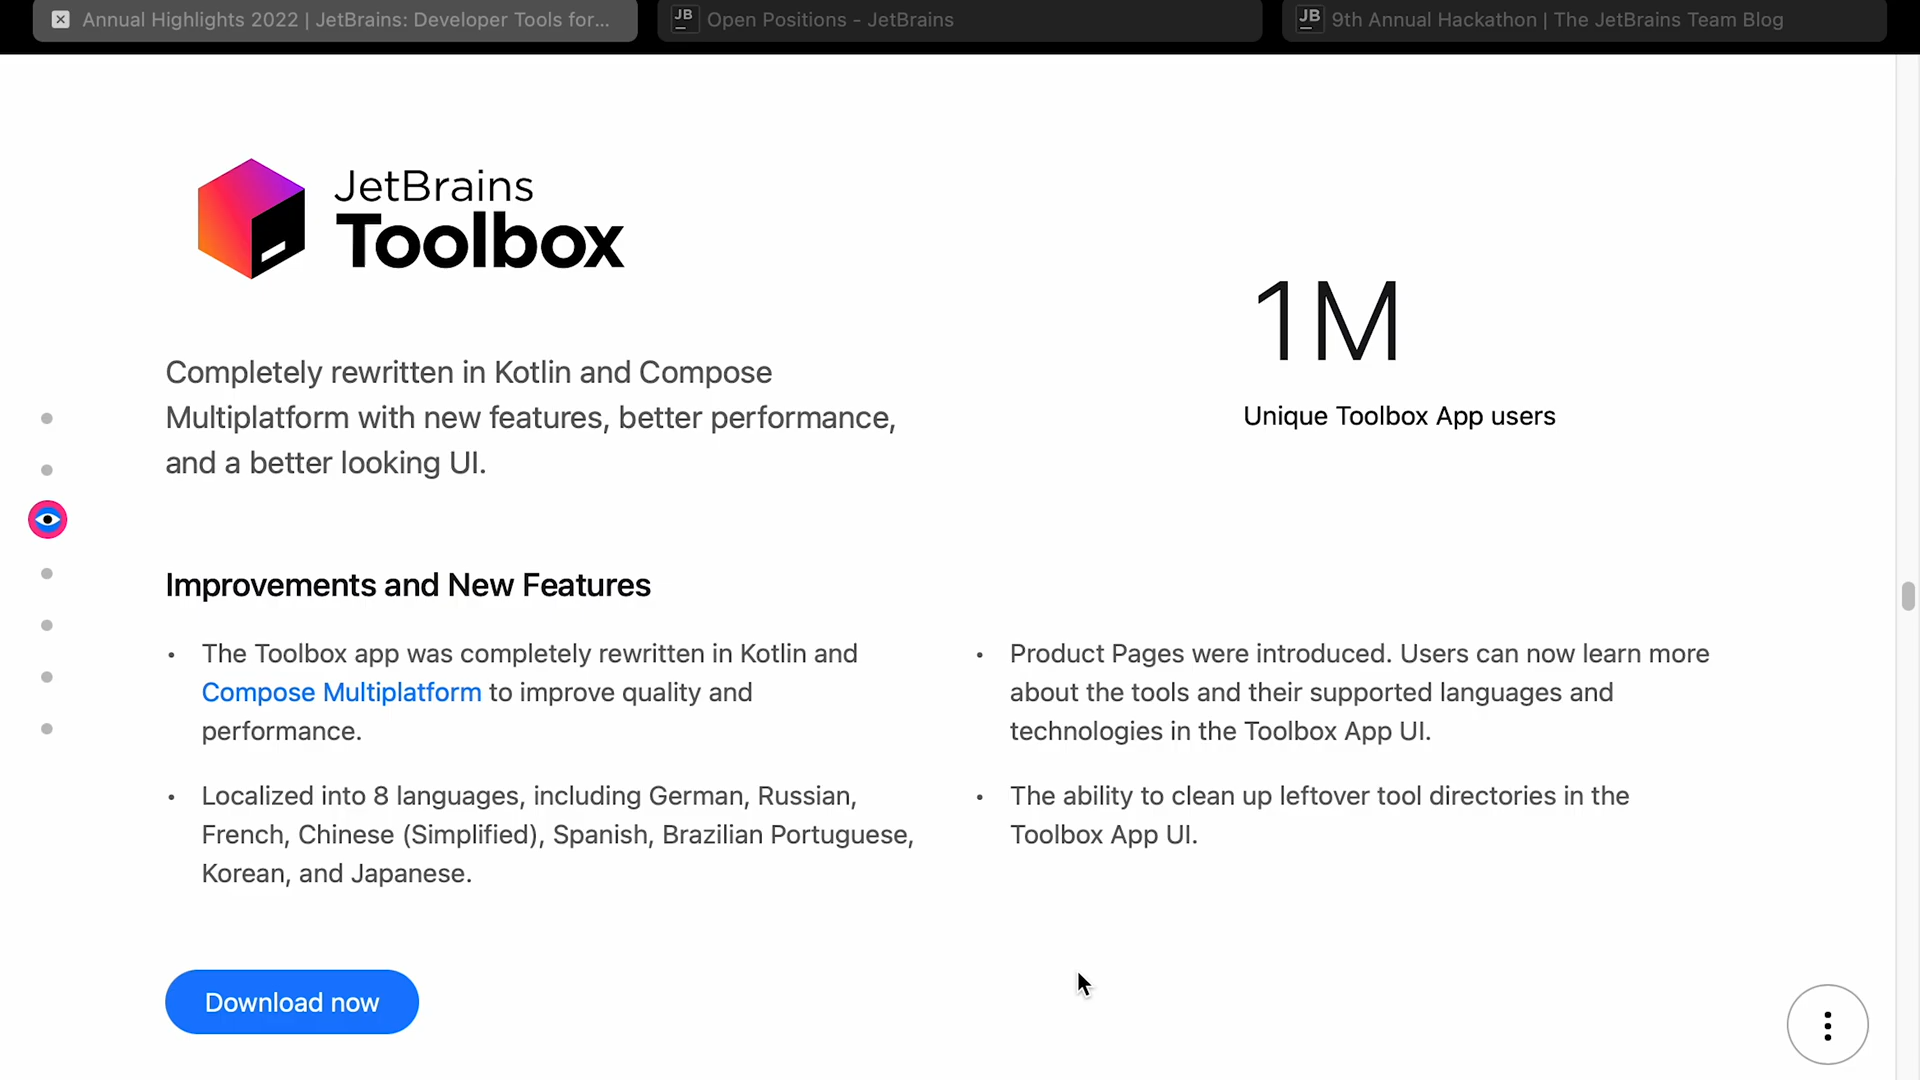 Annual Highlights 2022 | JetBrains: Developer Tools for...
JB Open Positions - JetBrains
JB 9th Annual Hackathon | The JetBrains Team Blog
JetBrains
Toolbox
Completely rewritten in Kotlin and Compose
Multiplatform with new features, better performance,
and a better looking UI.
1M
Unique Toolbox App users
Improvements and New Features
• The Toolbox app was completely rewritten in Kotlin and
Compose Multiplatform to improve quality and
performance.
• Localized into 8 languages, including German, Russian,
French, Chinese (Simplified), Spanish, Brazilian Portuguese,
Korean, and Japanese.
• Product Pages were introduced. Users can now learn more
about the tools and their supported languages and
technologies in the Toolbox App UI.
• The ability to clean up leftover tool directories in the
Toolbox App UI.
Download now